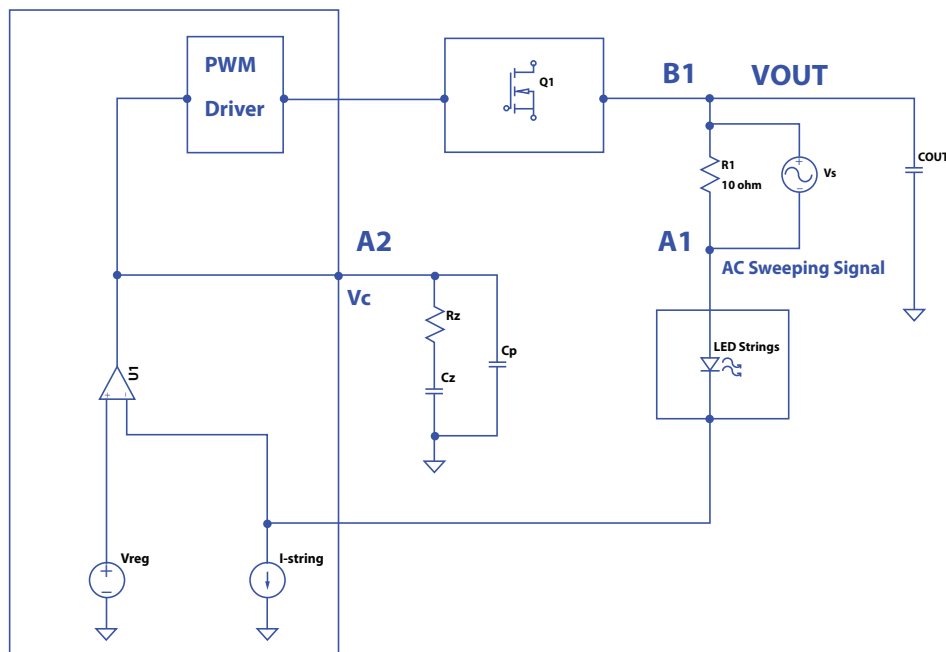 PWM
Driver
Q1
B1
VOUT
COUT
R1
10 ohm
+
Vs
−
A2
A1
AC Sweeping Signal
Vc
Rz
Cp
Cz
LED Strings
U1
+ −
Vreg
+
−
I-string